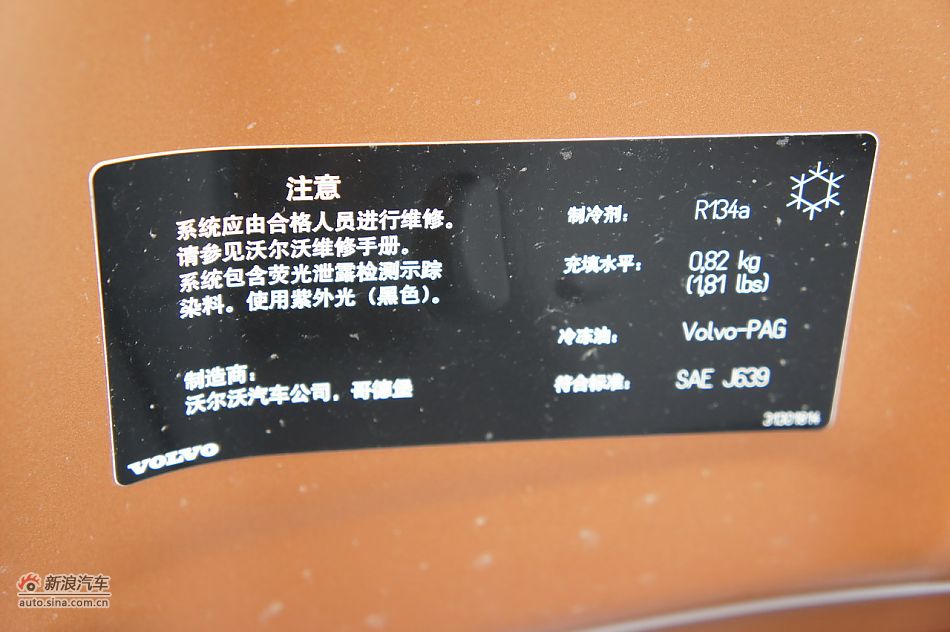 注意
系统应由合格人员进行维修。
请参见沃尔沃维修手册。
系统包含荧光泄露检测示踪
染料。使用紫外光（黑色）。
制造商：
沃尔沃汽车公司，哥德堡
VOLVO
制冷剂： R134a
充填水平： 0,82 kg
(1,81 lbs)
冷冻油： Volvo-PAG
符合标准： SAE J639
31301814
新浪汽车
auto.sina.com.cn